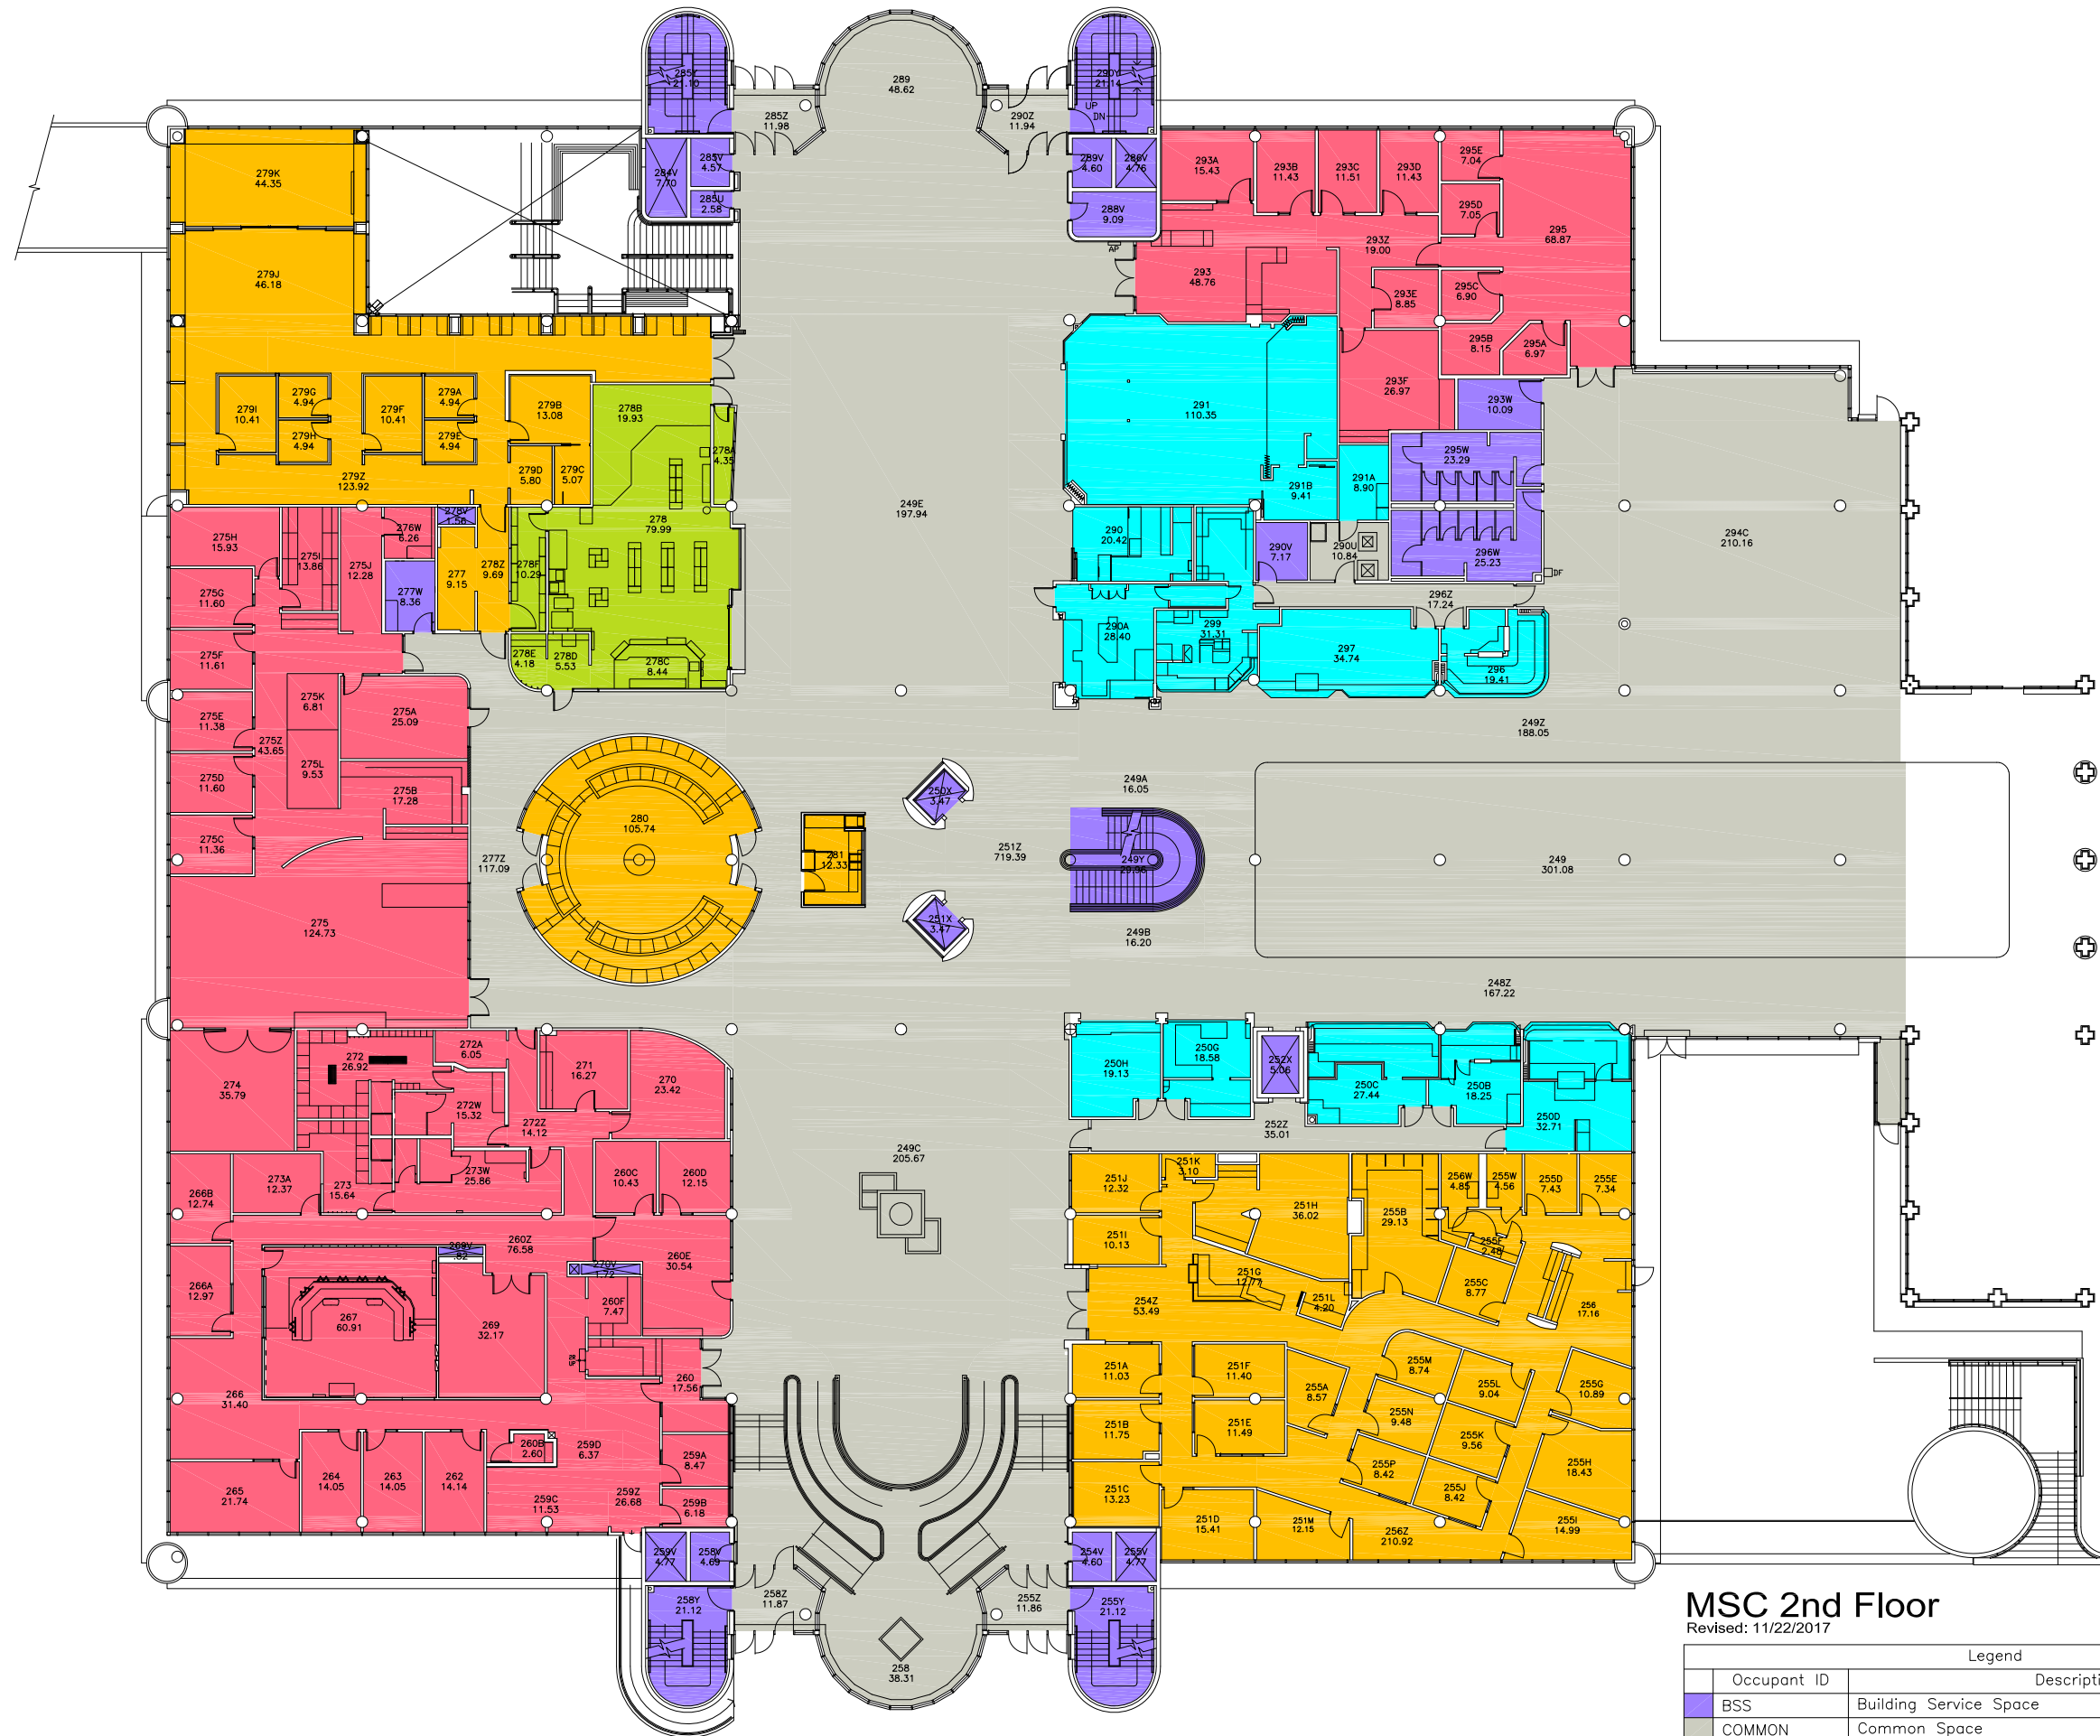 289
48.62
285Y
21.10
290Y
21.14
UP
DN
285Z
11.98
290Z
11.94
279K
44.35
284V
7.70
285V
4.57
285U
2.58
289V
4.60
286V
4.76
288V
9.09
AP
293A
15.43
293B
11.43
293C
11.51
293D
11.43
295E
7.04
295D
7.05
295
68.87
293Z
19.00
279J
46.18
293
48.76
293E
8.85
295C
6.90
295B
8.15
295A
6.97
293F
26.97
293W
10.09
279I
10.41
279G
4.94
279H
4.94
279F
10.41
279A
4.94
279E
4.94
279B
13.08
278B
19.93
278A
4.35
279D
5.80
279C
5.07
279Z
123.92
291
110.35
291B
9.41
291A
8.90
295W
23.29
249E
197.94
278V
1.56
278
79.99
275H
15.93
275I
13.86
275J
12.28
276W
6.26
277W
8.36
277
9.15
278Z
9.69
278F
10.29
290
20.42
290V
7.17
290U
10.84
296W
25.23
DF
294C
210.16
275G
11.60
275F
11.61
296Z
17.24
290A
28.40
299
31.31
297
34.74
296
19.41
278E
4.18
278D
5.53
278C
8.44
275K
6.81
275A
25.09
275E
11.38
275Z
43.65
275L
9.53
275D
11.60
275B
17.28
275C
11.36
249Z
188.05
249A
16.05
250X
3.47
280
105.74
281
12.33
251Z
719.39
249Y
29.96
249
301.08
277Z
117.09
251X
3.47
249B
16.20
275
124.73
248Z
167.22
272
26.92
272A
6.05
271
16.27
270
23.42
250H
19.13
250G
18.58
252X
5.06
250C
27.44
250B
18.25
250D
32.71
274
35.79
272W
15.32
272Z
14.12
252Z
35.01
249C
205.67
266B
12.74
273A
12.37
273
15.64
273W
25.86
260C
10.43
260D
12.15
251J
12.32
251K
3.10
251H
36.02
255B
29.13
256W
4.85
255W
4.56
255D
7.43
255E
7.34
251I
10.13
260Z
76.58
269V
.82
270V
1.72
260E
30.54
255F
2.48
266A
12.97
267
60.91
269
32.17
260F
7.47
254Z
53.49
251G
12.77
251L
4.20
255C
8.77
256
17.16
260
17.56
251A
11.03
251F
11.40
255A
8.57
255M
8.74
255L
9.04
255G
10.89
266
31.40
251B
11.75
251E
11.49
255N
9.48
255K
9.56
260B
2.60
259D
6.37
259A
8.47
255P
8.42
255J
8.42
255H
18.43
265
21.74
264
14.05
263
14.05
262
14.14
259C
11.53
259Z
26.68
259B
6.18
251C
13.23
251D
15.41
251M
12.15
256Z
210.92
255I
14.99
259V
4.77
258V
4.69
254V
4.60
255V
4.77
258Y
21.12
258Z
11.87
255Z
11.86
255Y
21.12
258
38.31
MSC 2nd Floor
Revised: 11/22/2017
Legend
Occupant ID Descripti
BSS Building Service Space
COMMON Common Space